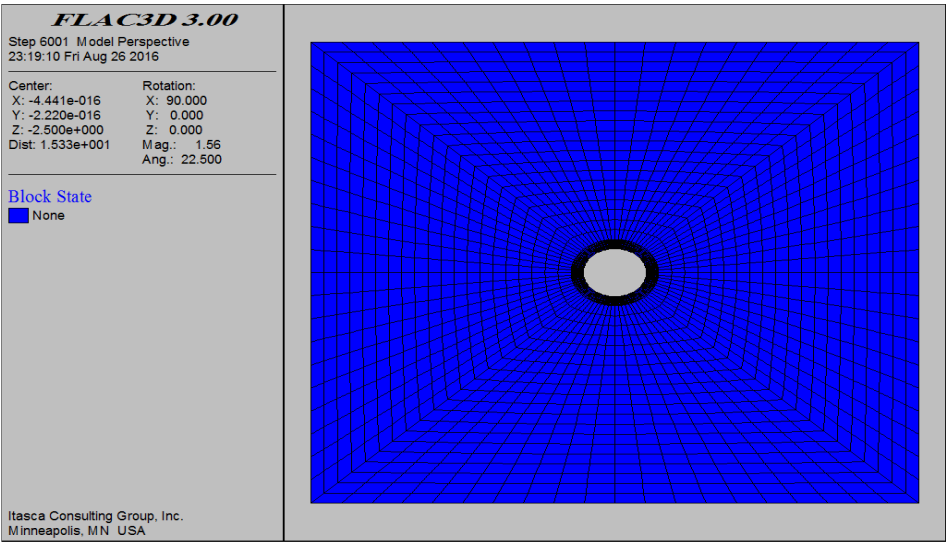 FLAC3D 3.00
Step 6001 Model Perspective
23:19:10 Fri Aug 26 2016
Center:
X: -4.441e-016
Y: -2.220e-016
Z: -2.500e+000
Dist: 1.533e+001
Rotation:
X: 90.000
Y: 0.000
Z: 0.000
Mag.: 1.56
Ang.: 22.500
Block State
None
Itasca Consulting Group, Inc.
Minneapolis, MN USA